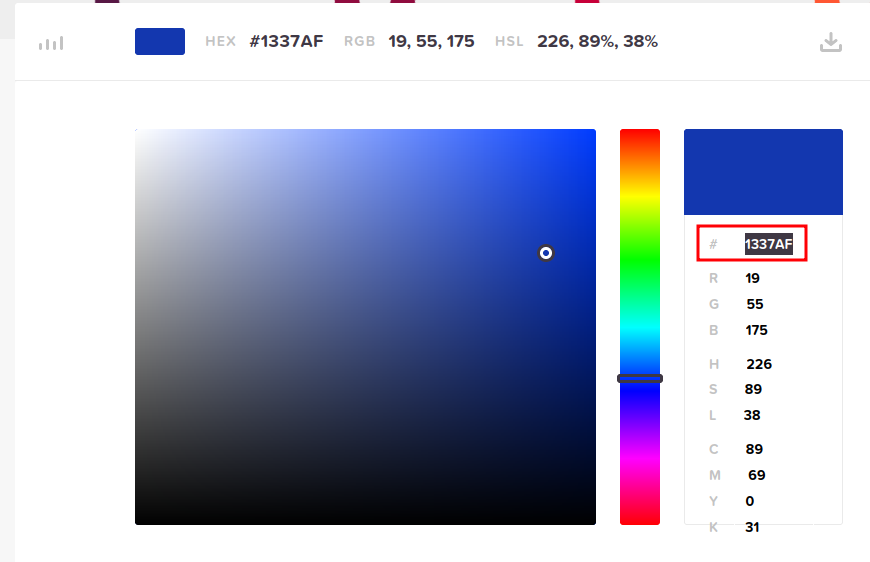 HEX #1337AF RGB 19, 55, 175 HSL 226, 89%, 38%
# 1337AF
R 19
G 55
B 175
H 226
S 89
L 38
C 89
M 69
Y 0
K 31